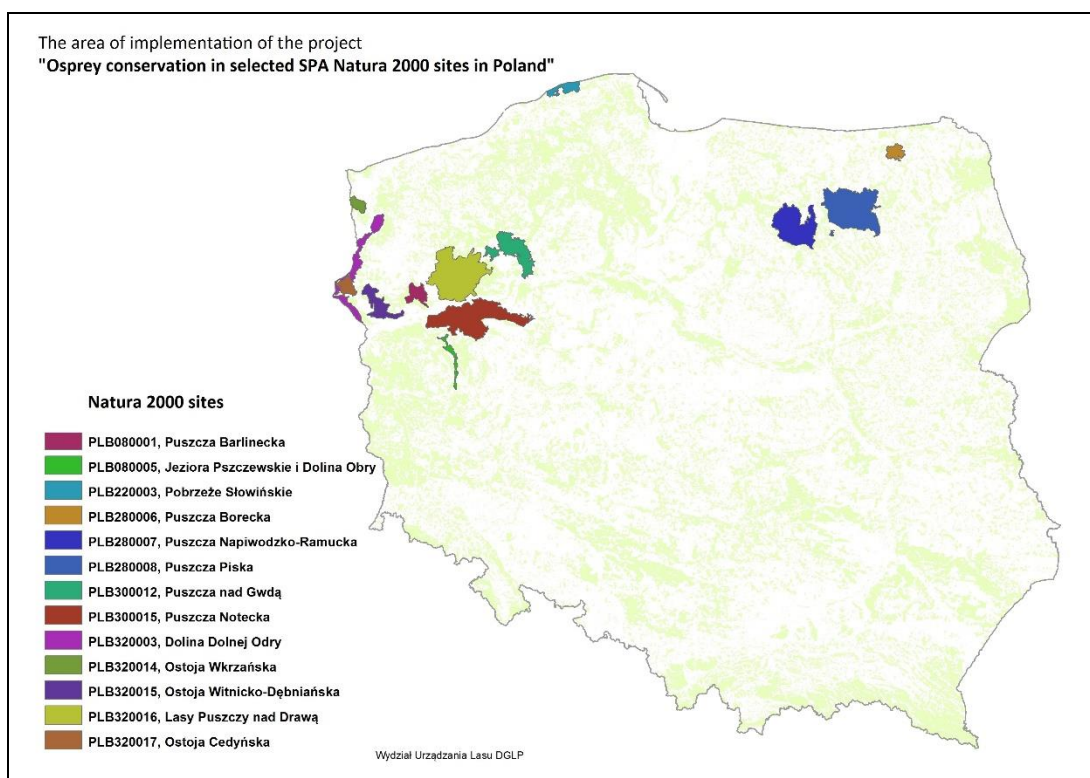 The area of implementation of the project
"Osprey conservation in selected SPA Natura 2000 sites in Poland"
Natura 2000 sites
PLB080001, Puszcza Barlinecka
PLB080005, Jeziora Pszczewskie i Dolina Obry
PLB220003, Pobrzeże Słowińskie
PLB280006, Puszcza Borecka
PLB280007, Puszcza Napiwodzko-Ramucka
PLB280008, Puszcza Piska
PLB300012, Puszcza nad Gwdą
PLB300015, Puszcza Notecka
PLB320003, Dolina Dolnej Odry
PLB320014, Ostoja Wkrzańska
PLB320015, Ostoja Witnicko-Dębniańska
PLB320016, Lasy Puszczy nad Drawą
PLB320017, Ostoja Cedyńska
Wydział Urządzania Lasu DGLP